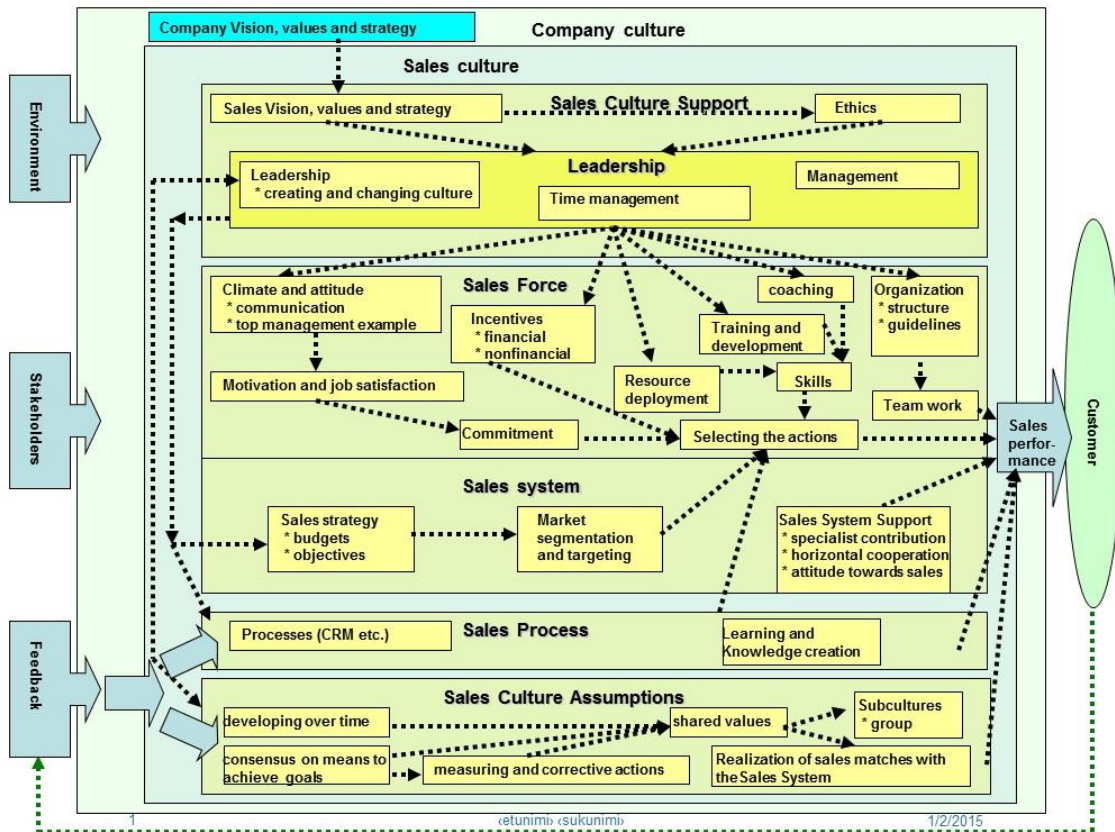 Company Vision, values and strategy
Company culture
Sales culture
Environment
Sales Vision, values and strategy
Sales Culture Support
Ethics
Leadership
Leadership
* creating and changing culture
Time management
Management
Climate and attitude
* communication
* top management example
Sales Force
Incentives
* financial
* nonfinancial
coaching
Training and
development
Organization
* structure
* guidelines
Stakeholders
Motivation and job satisfaction
Resource
deployment
Skills
Team work
Commitment
Selecting the actions
Sales
perfor-
mance
Customer
Sales system
Sales strategy
* budgets
* objectives
Market
segmentation
and targeting
Sales System Support
* specialist contribution
* horizontal cooperation
* attitude towards sales
Feedback
Processes (CRM etc.)
Sales Process
Learning and
Knowledge creation
Sales Culture Assumptions
developing over time
shared values
Subcultures
* group
consensus on means to
achieve goals
measuring and corrective actions
Realization of sales matches with
the Sales System
1
‹etunimi› ‹sukunimi›
1/2/2015